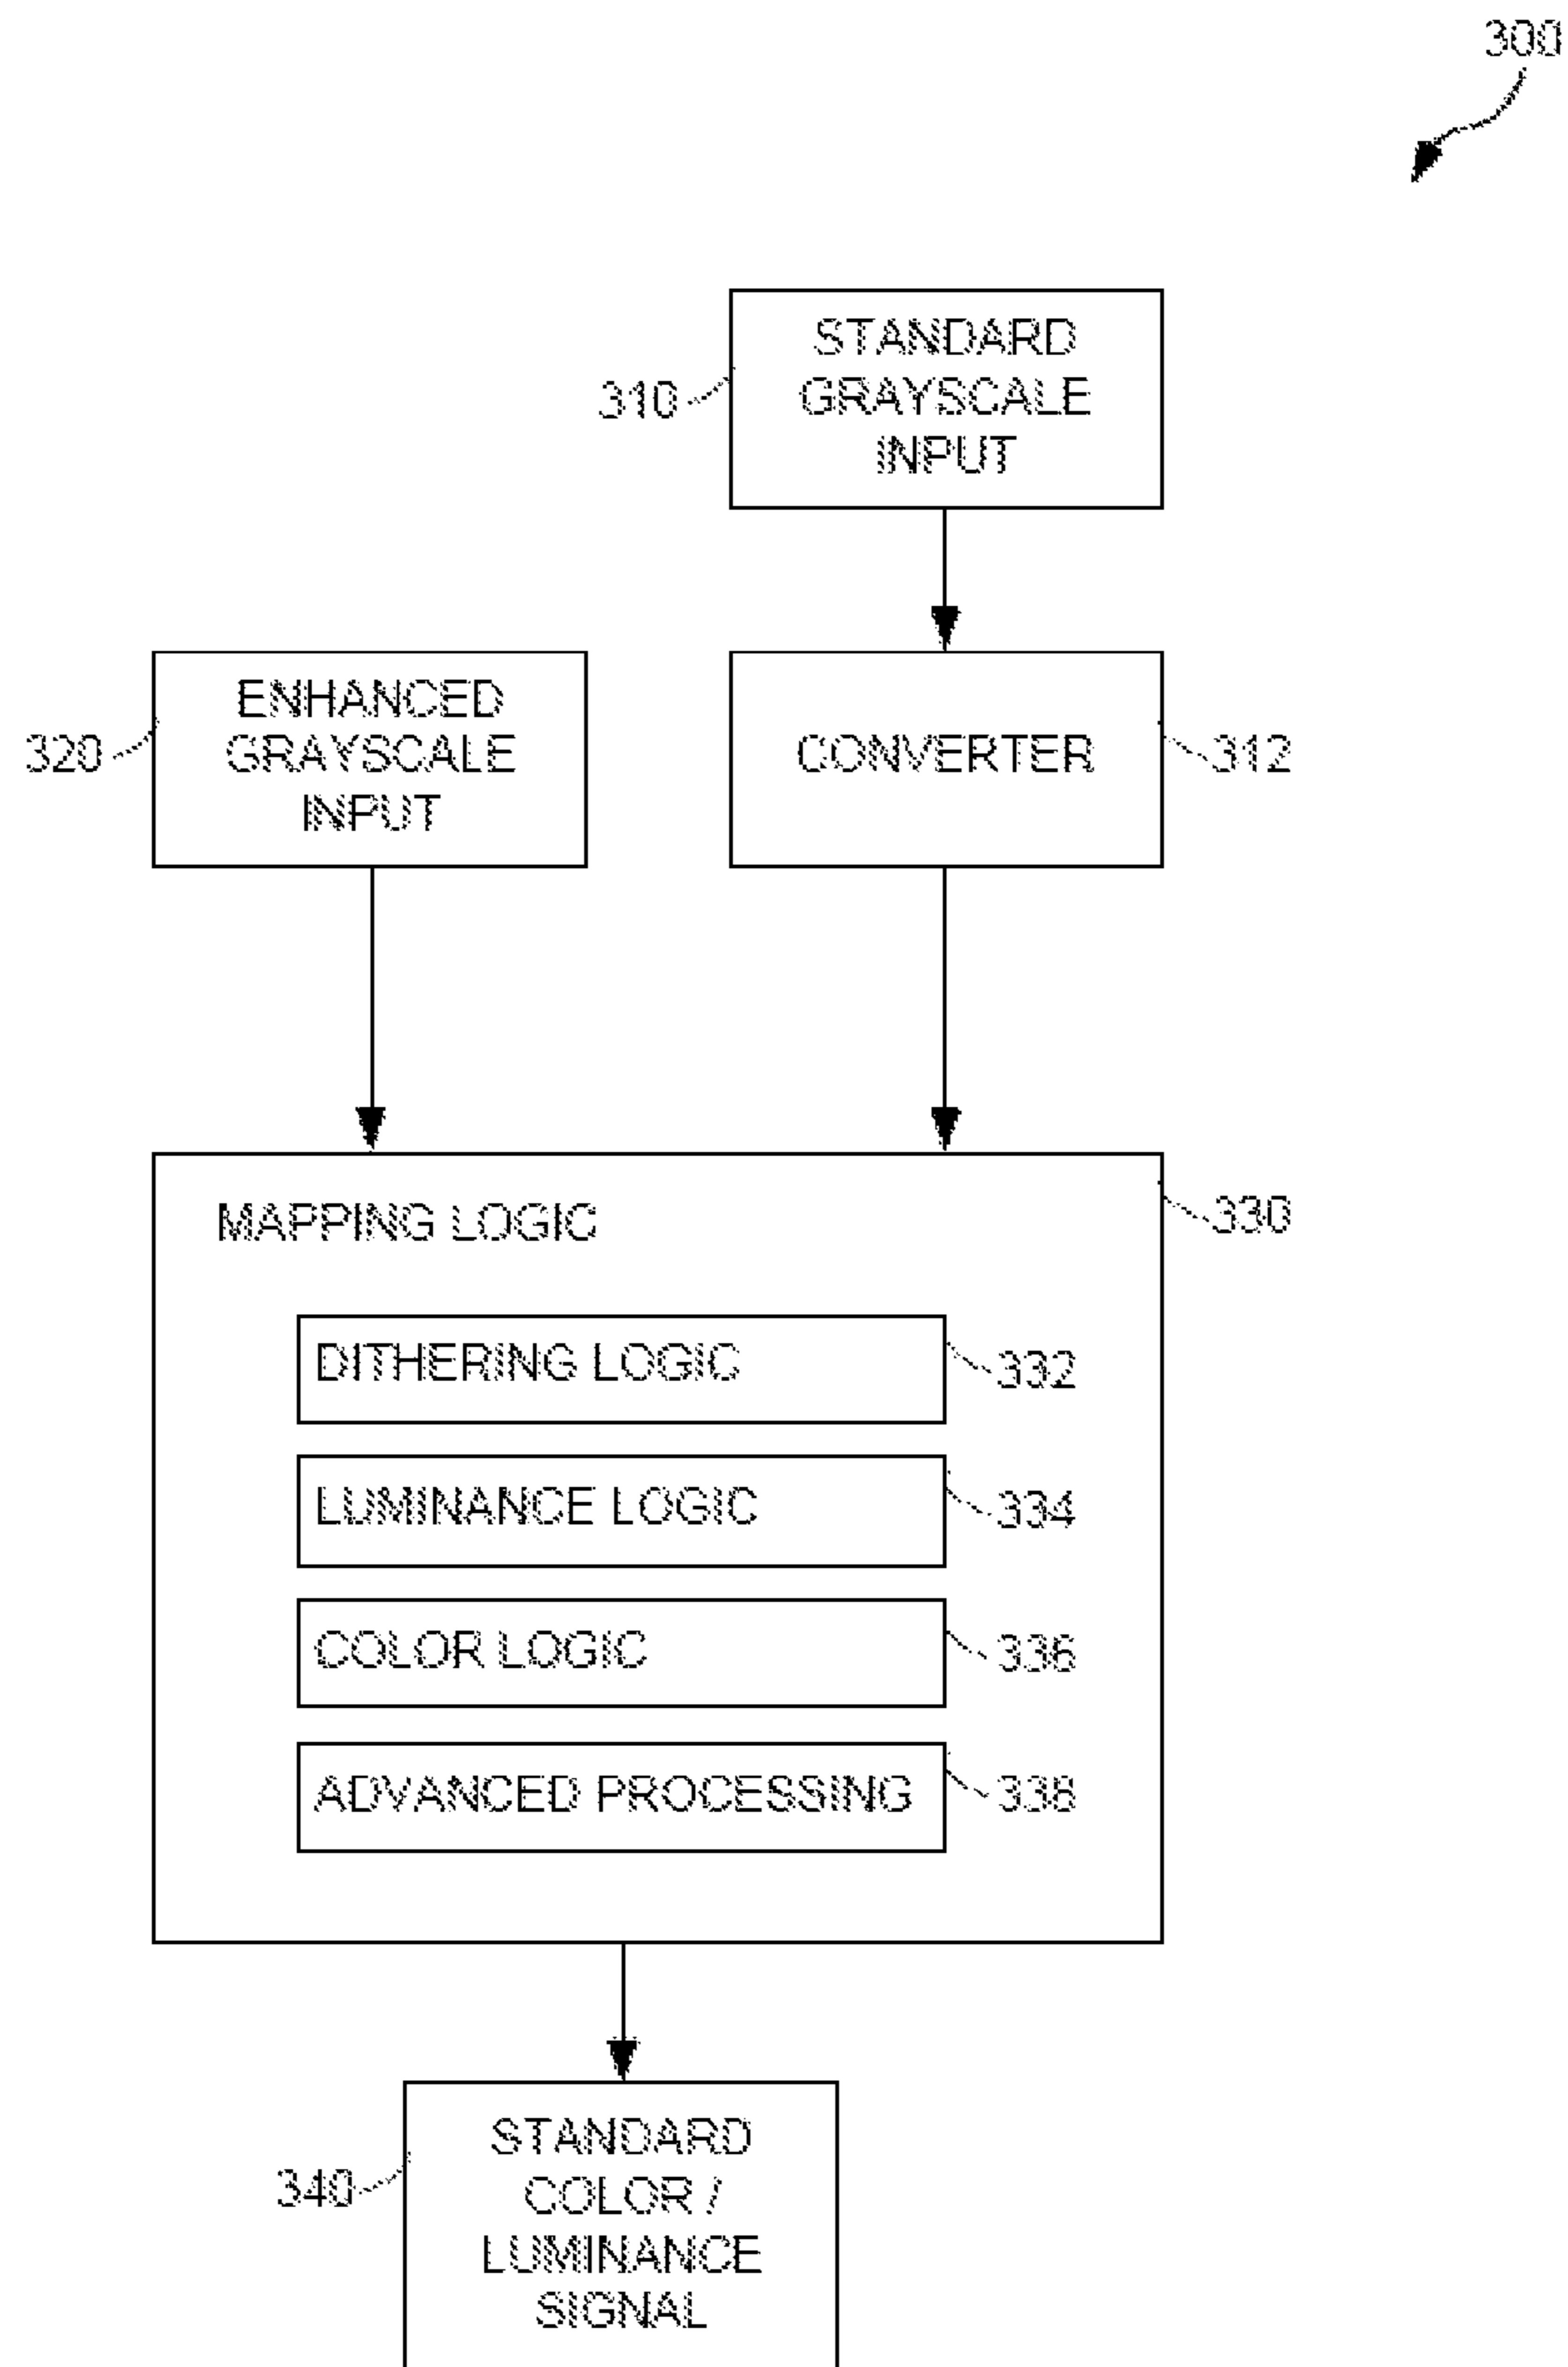 300
STANDARD
GRAYSCALE
INPUT
310
ENHANCED
GRAYSCALE
INPUT
320
CONVERTER
312
MAPPING LOGIC
330
DITHERING LOGIC
332
LUMINANCE LOGIC
334
COLOR LOGIC
336
ADVANCED PROCESSING
338
STANDARD
COLOR /
LUMINANCE
SIGNAL
340